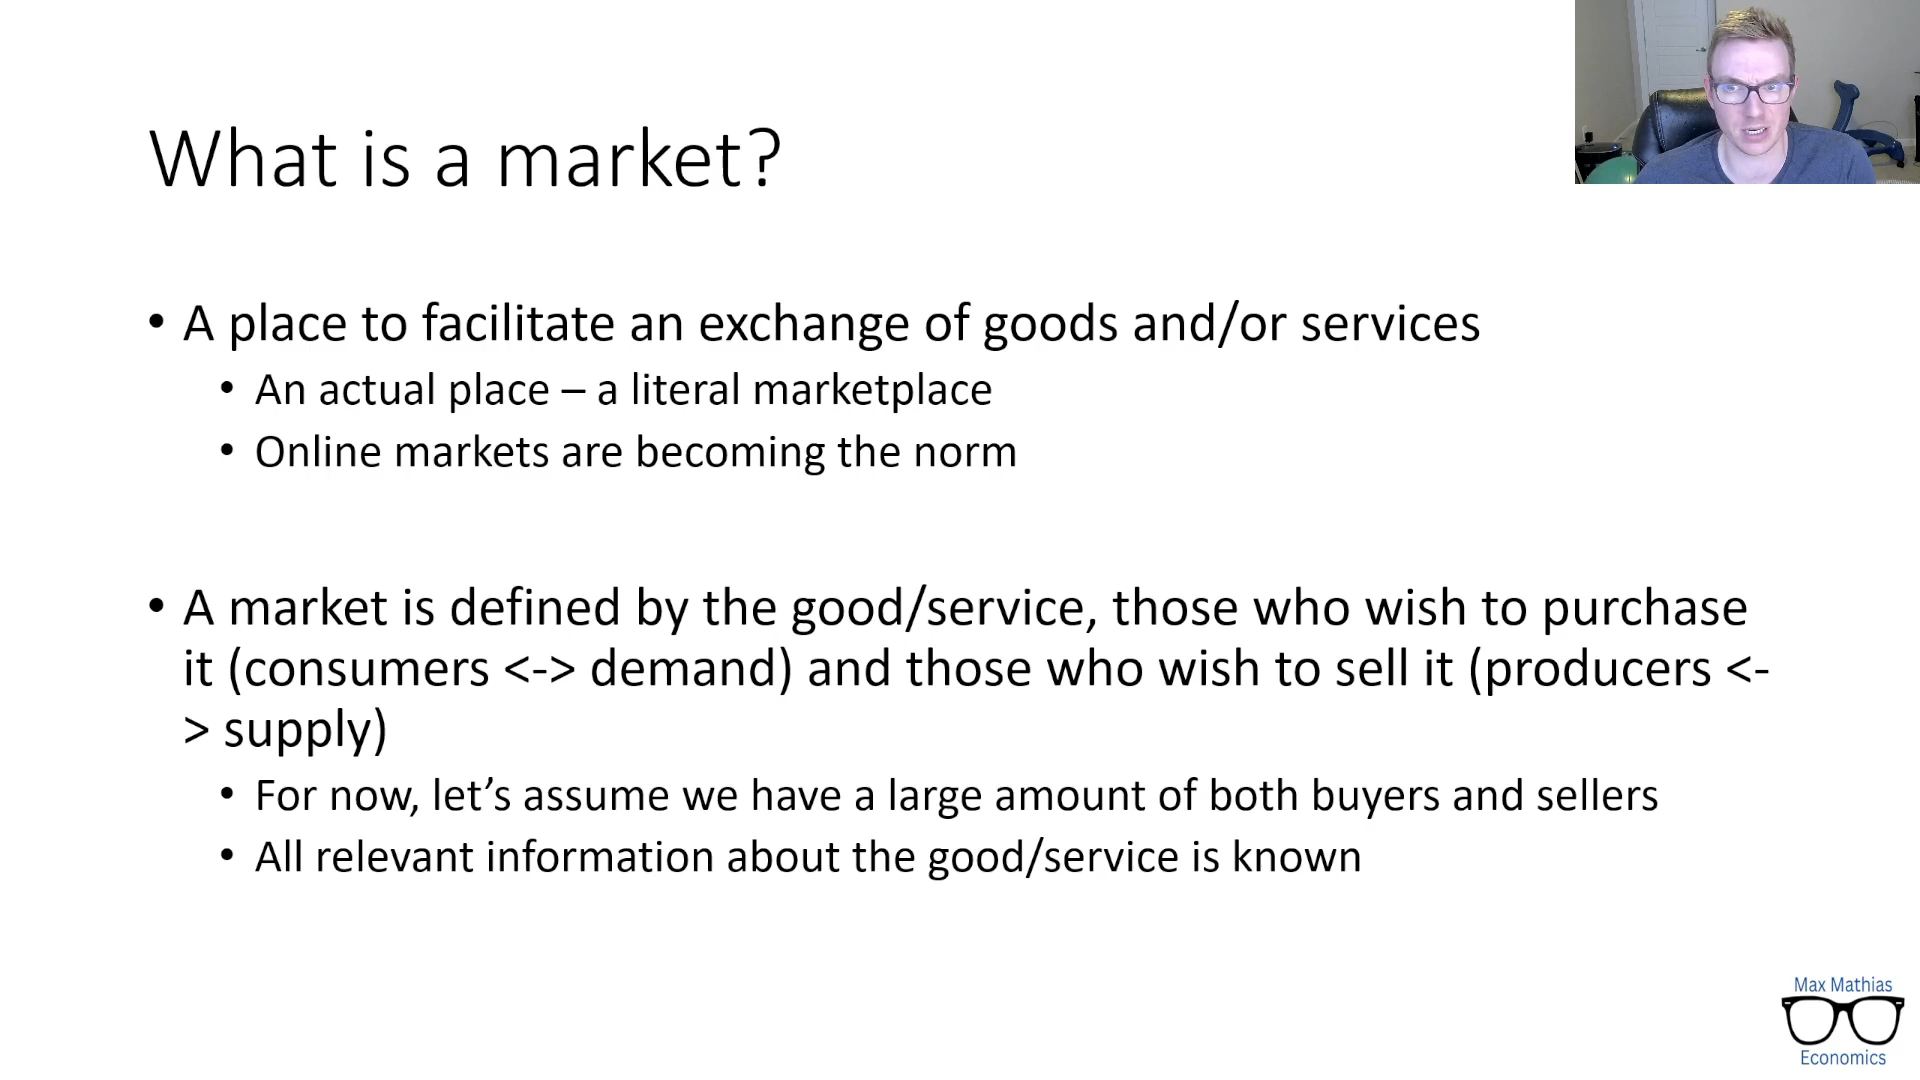 What is a market?
• A place to facilitate an exchange of goods and/or services
• An actual place – a literal marketplace
• Online markets are becoming the norm
• A market is defined by the good/service, those who wish to purchase
it (consumers <-> demand) and those who wish to sell it (producers <-
> supply)
• For now, let’s assume we have a large amount of both buyers and sellers
• All relevant information about the good/service is known
Max Mathias
Economics